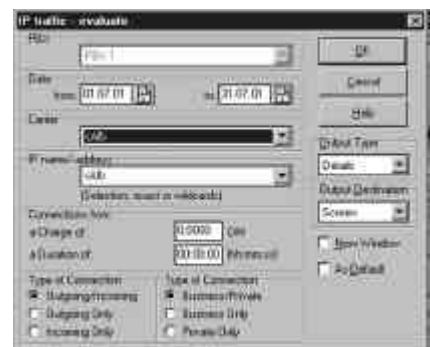 IP traffic - evaluate
PBX:
PBX 1
OK
Date
from: 01.07.01 to: 31.07.01
Cancel
Help
Carrier
<All>
Output Type
IP name/-address
Details
<All>
(Selection, exact or wildcards)
Output Destination
Screen
Connections from:
a Charge of: 0.0000
a Duration of: 00:00:00 (hh:mm:ss)
New Window
As Default
Type of Connection
Type of Connection
Outgoing/Incoming
Business/Private
Outgoing Only
Business Only
Incoming Only
Private Only